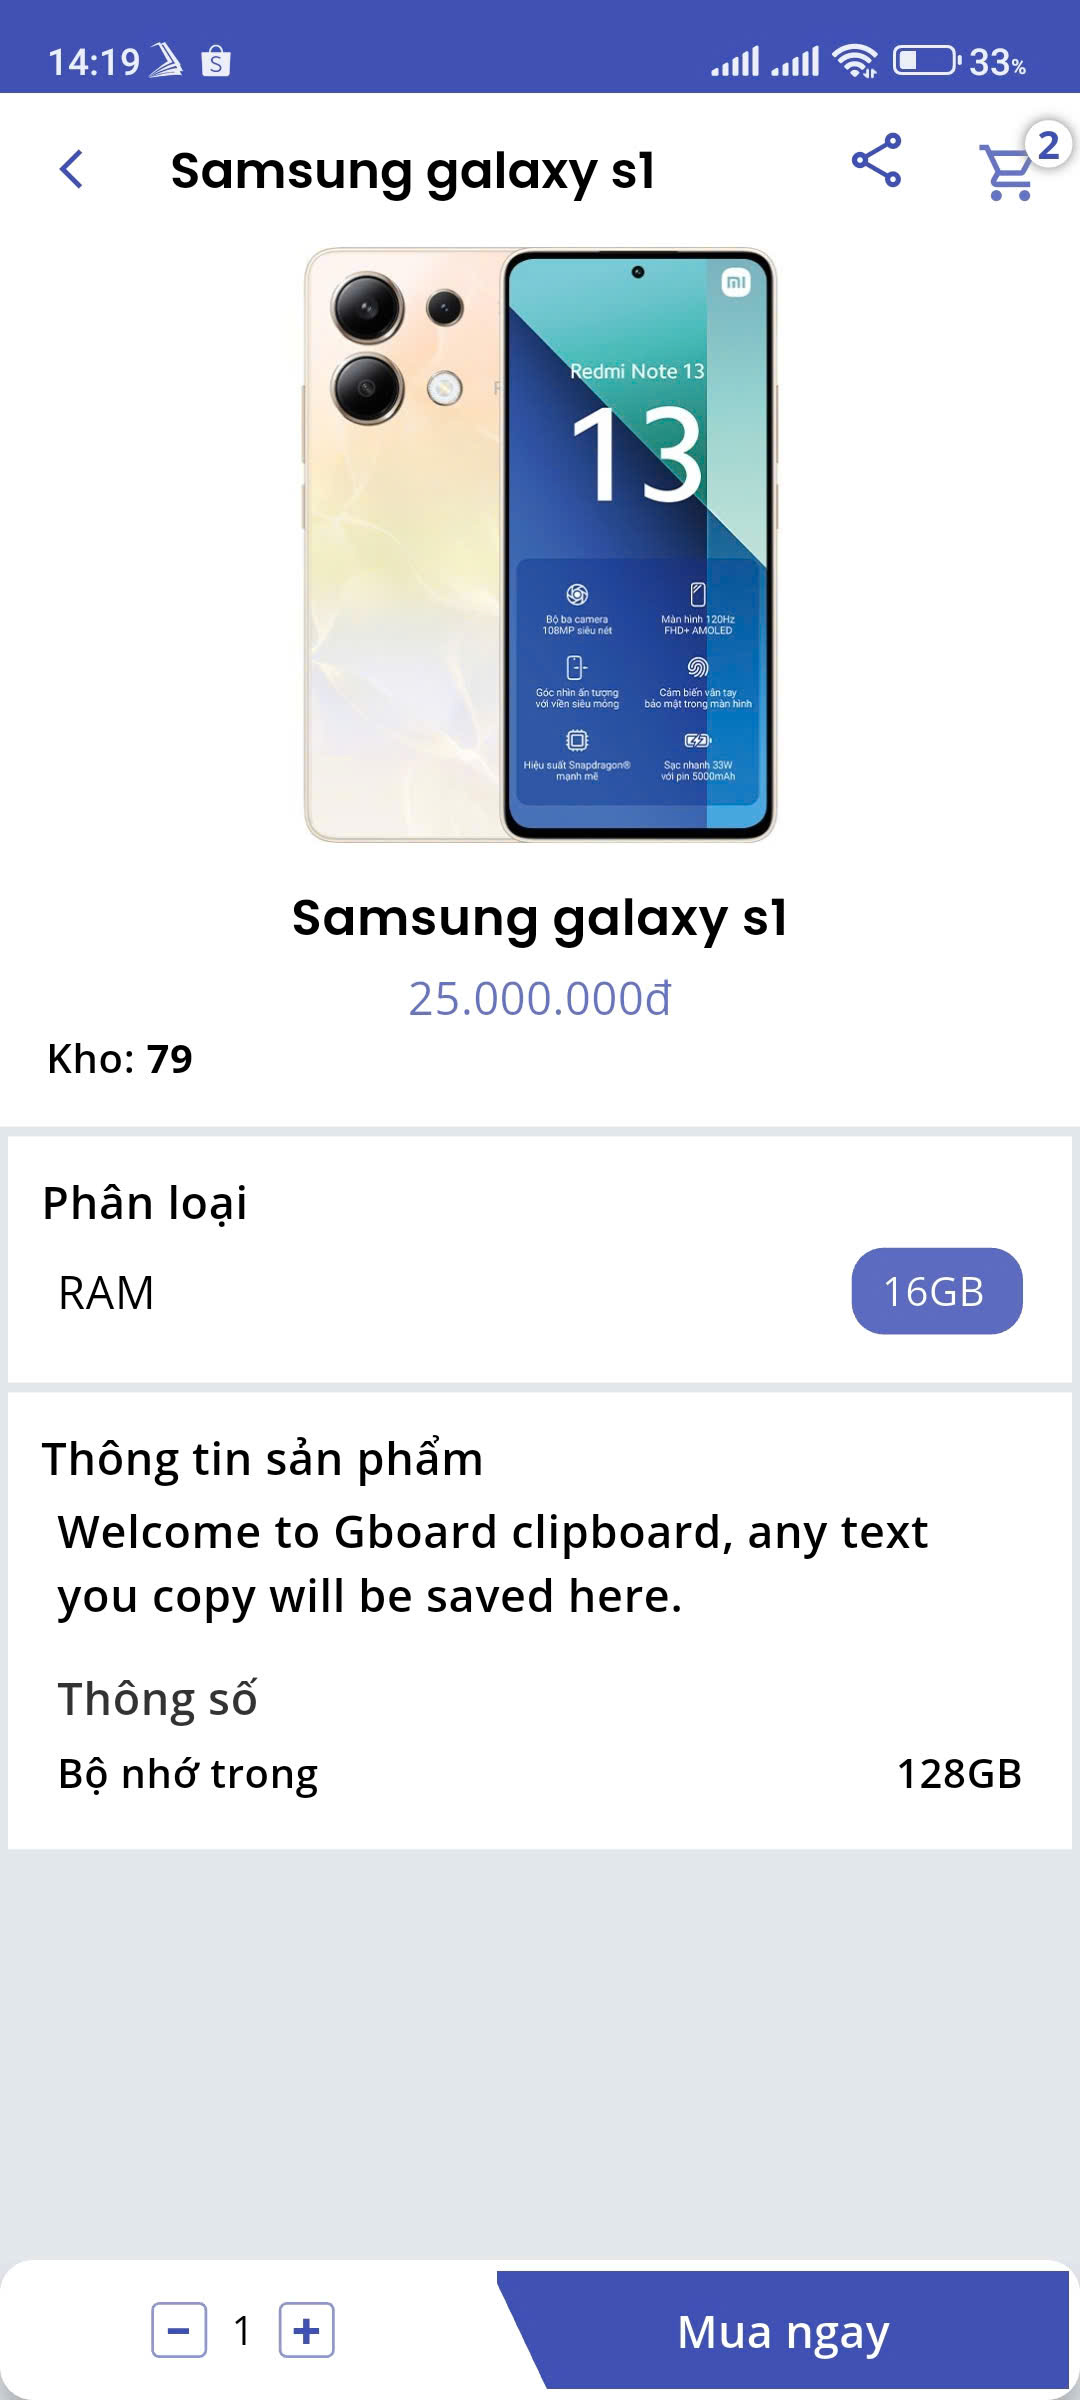 14:19
33%
Samsung galaxy s1
2
Redmi Note 13
13
Bộ ba camera
108MP siêu nét
Màn hình 120Hz
FHD+ AMOLED
Góc nhìn ấn tượng
với viền siêu mỏng
Cảm biến vân tay
bảo mật trong màn hình
Hiệu suất Snapdragon®
mạnh mẽ
Sạc nhanh 33W
với pin 5000mAh
Samsung galaxy s1
25.000.000đ
Kho: 79
Phân loại
RAM 16GB
Thông tin sản phẩm
Welcome to Gboard clipboard, any text
you copy will be saved here.
Thông số
Bộ nhớ trong 128GB
1
Mua ngay